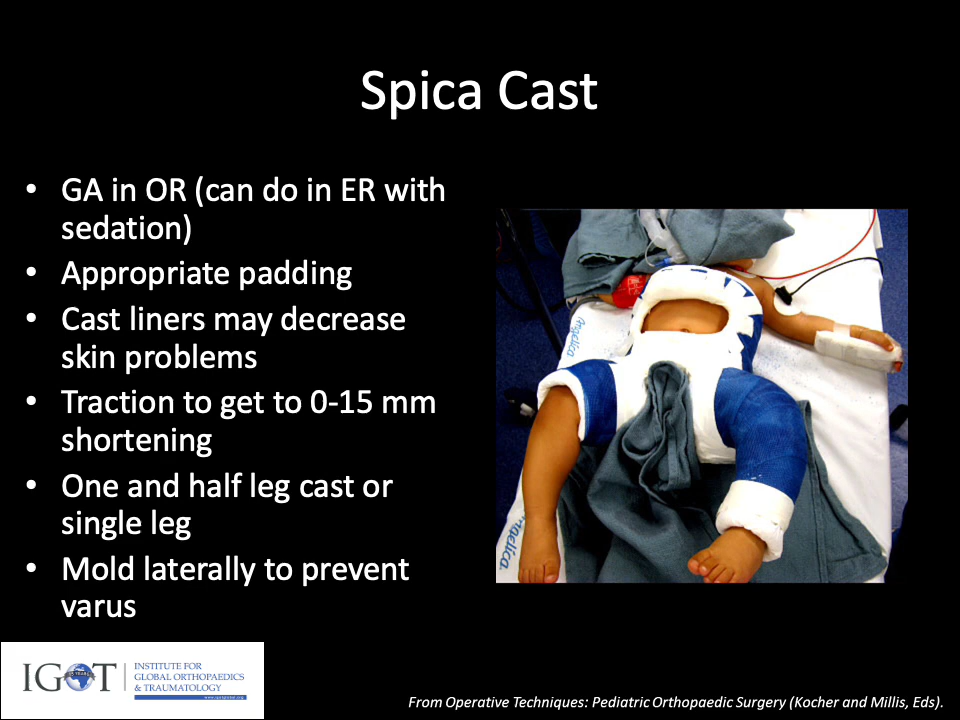 Spica Cast
• GA in OR (can do in ER with
sedation)
• Appropriate padding
• Cast liners may decrease
skin problems
• Traction to get to 0-15 mm
shortening
• One and half leg cast or
single leg
• Mold laterally to prevent
varus
Angelica
Angelica
IGOT
INSTITUTE FOR
GLOBAL ORTHOPAEDICS
& TRAUMATOLOGY
From Operative Techniques: Pediatric Orthopaedic Surgery (Kocher and Millis, Eds).